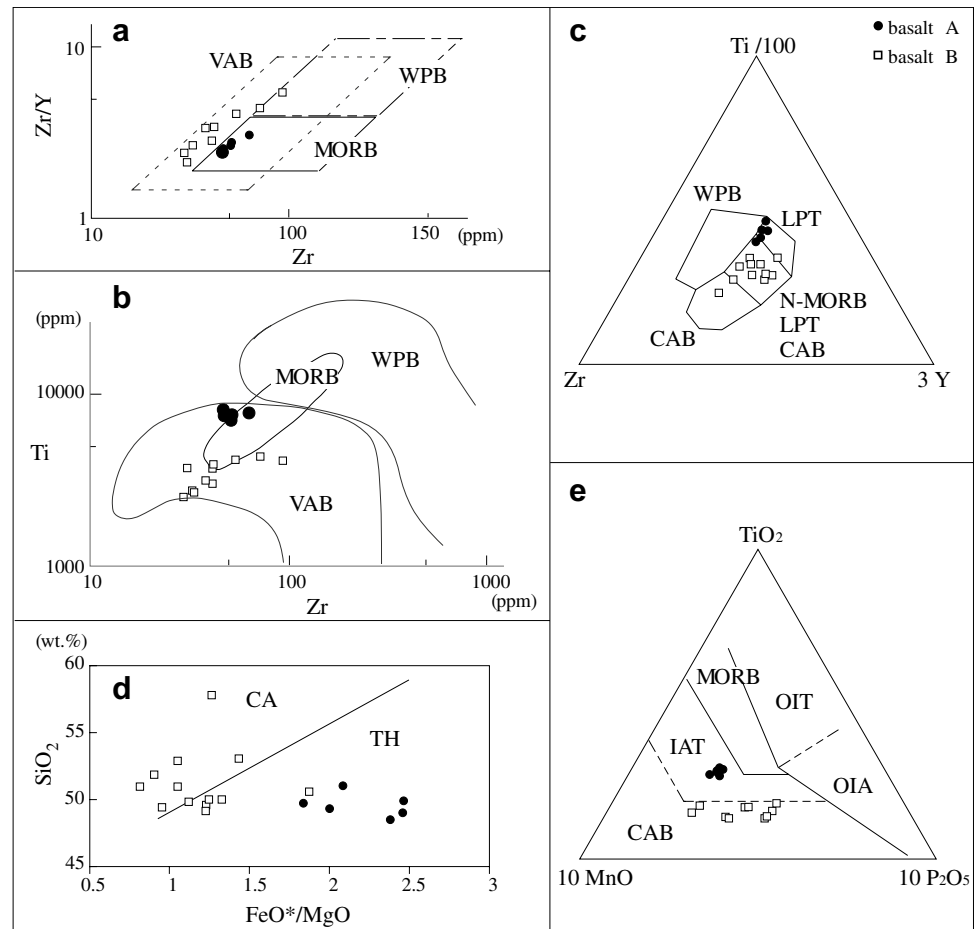 a
10
VAB
WPB
MORB
Zr/Y
1
10
100
150
(ppm)
Zr
b
(ppm)
WPB
MORB
10000
Ti
VAB
1000
10
100
1000
Zr
(ppm)
(wt.%)
d
60
CA
55
TH
SiO2
50
45
0.5
1
1.5
2
2.5
3
FeO*/MgO
c
basalt A
basalt B
Ti /100
WPB
LPT
N-MORB
LPT
CAB
CAB
Zr
3 Y
e
TiO2
MORB
OIT
IAT
OIA
CAB
10 MnO
10 P2O5